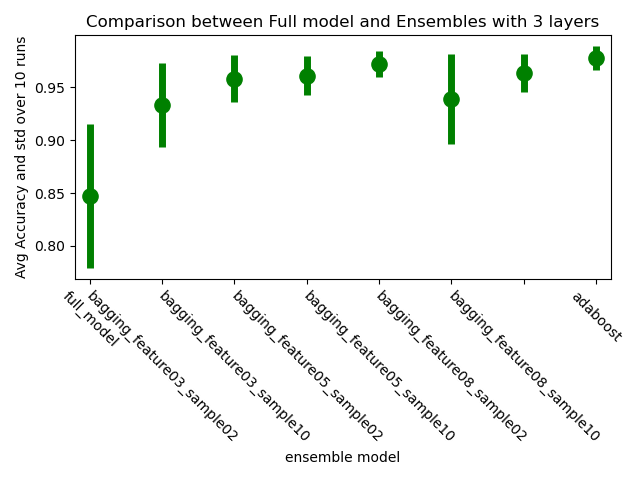 Comparison between Full model and Ensembles with 3 layers
Avg Accuracy and std over 10 runs
0.95
0.90
0.85
0.80
full_model
bagging_feature03_sample02
bagging_feature03_sample10
bagging_feature05_sample02
bagging_feature05_sample10
bagging_feature08_sample02
bagging_feature08_sample10
adaboost
ensemble model